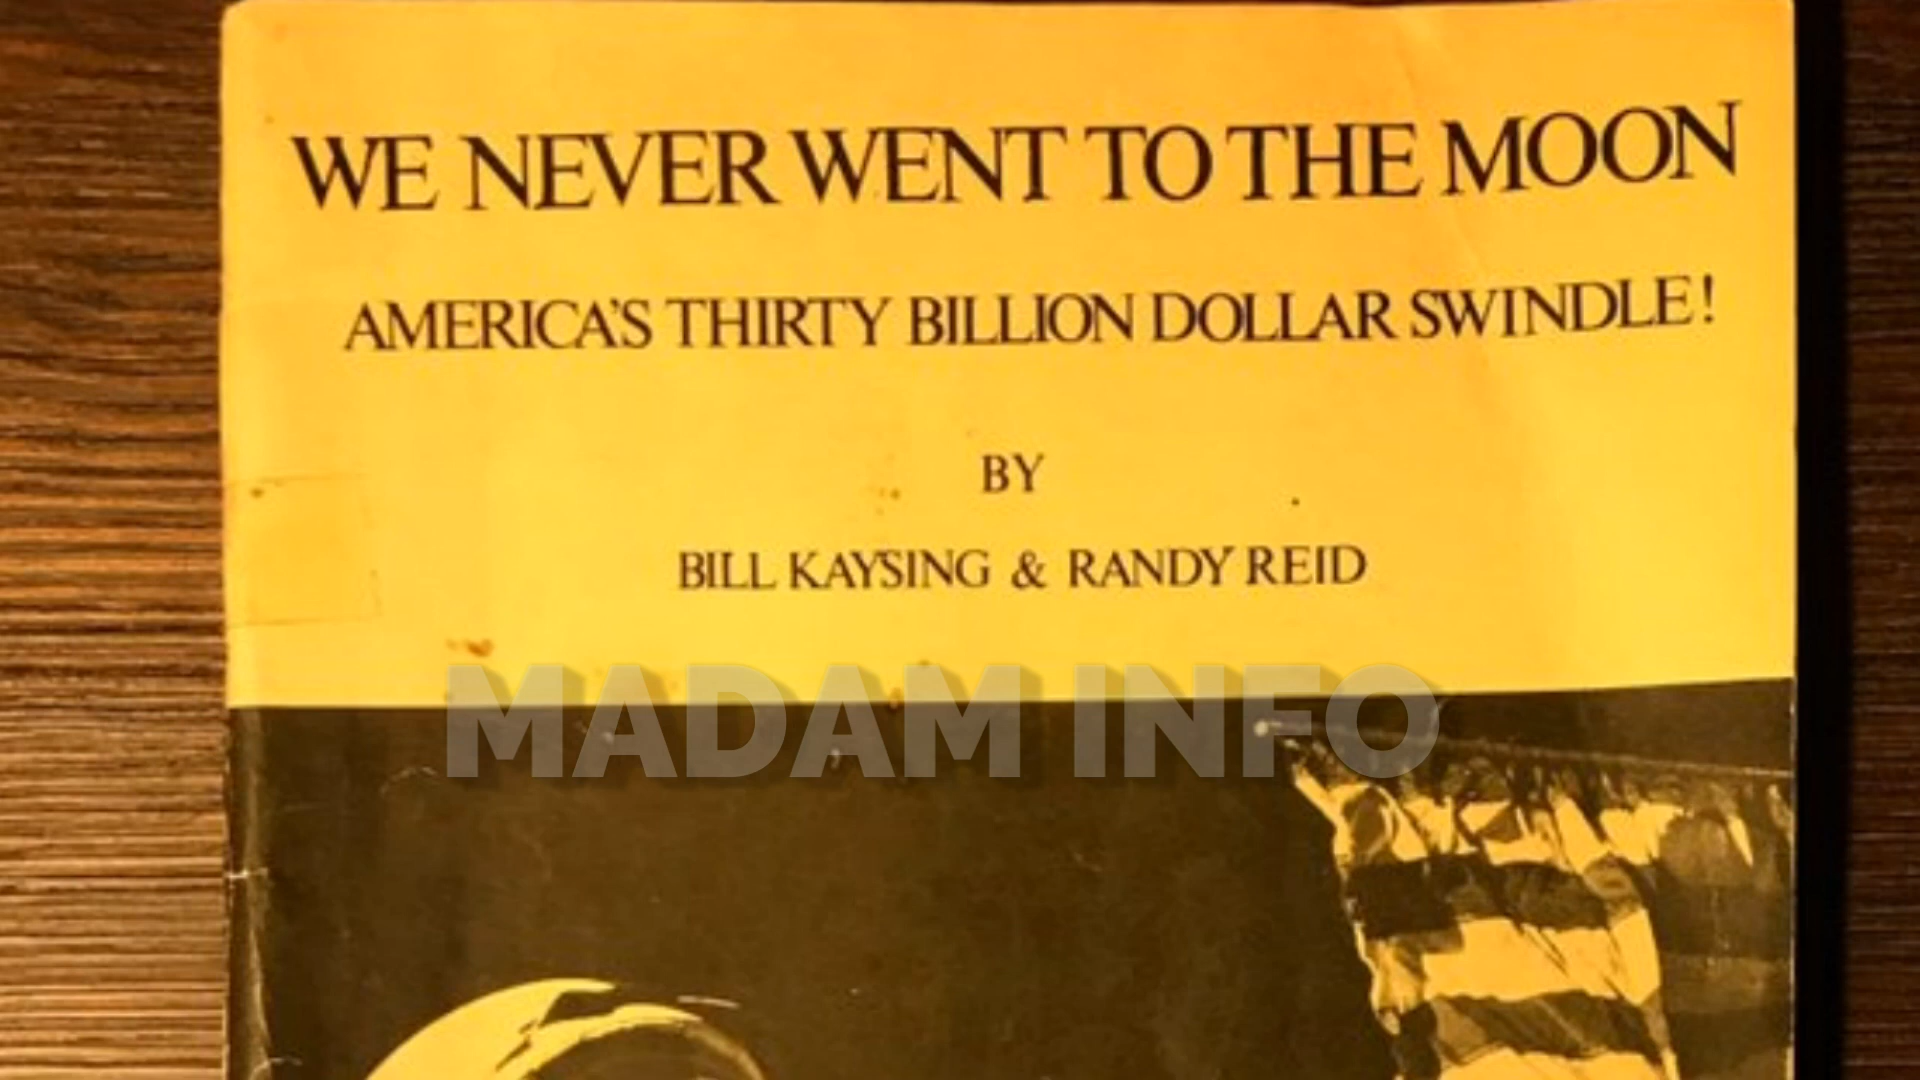 WE NEVER WENT TO THE MOON
AMERICA'S THIRTY BILLION DOLLAR SWINDLE!
BY
BILL KAYSING & RANDY REID
MADAM INFO